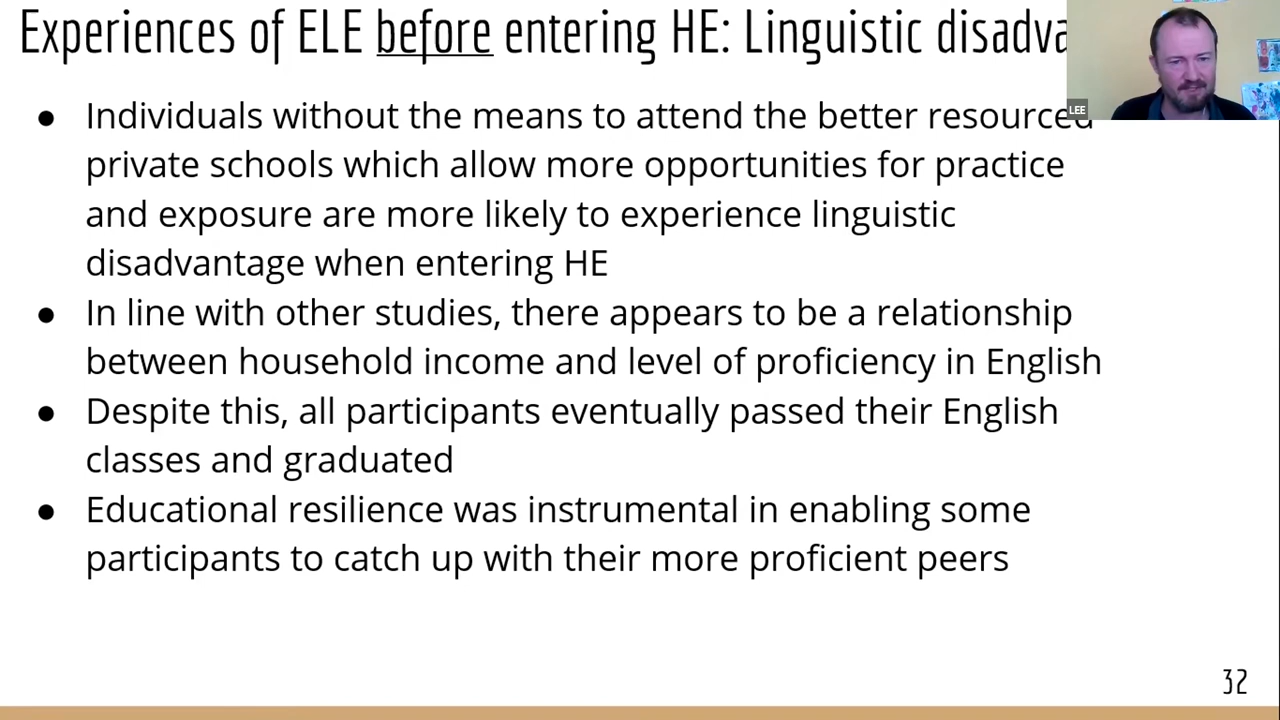 Experiences of ELE before entering HE: Linguistic disadva
LEE
● Individuals without the means to attend the better resourced
private schools which allow more opportunities for practice
and exposure are more likely to experience linguistic
disadvantage when entering HE
● In line with other studies, there appears to be a relationship
between household income and level of proficiency in English
● Despite this, all participants eventually passed their English
classes and graduated
● Educational resilience was instrumental in enabling some
participants to catch up with their more proficient peers
32